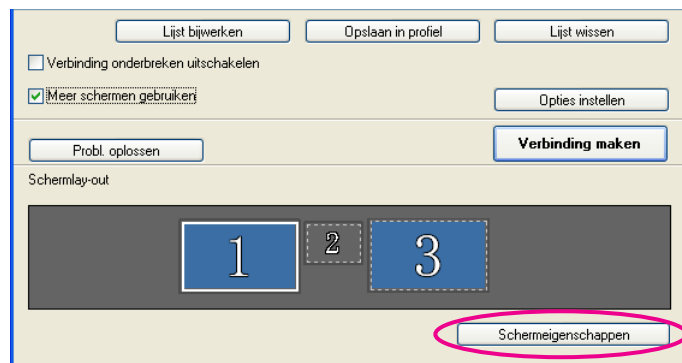 Lijst bijwerken Opslaan in profiel Lijst wissen
Verbinding onderbreken uitschakelen
Meer schermen gebruiken
Opties instellen
Probl. oplossen Verbinding maken
Schermlay-out
1 2 3
Schermeigenschappen